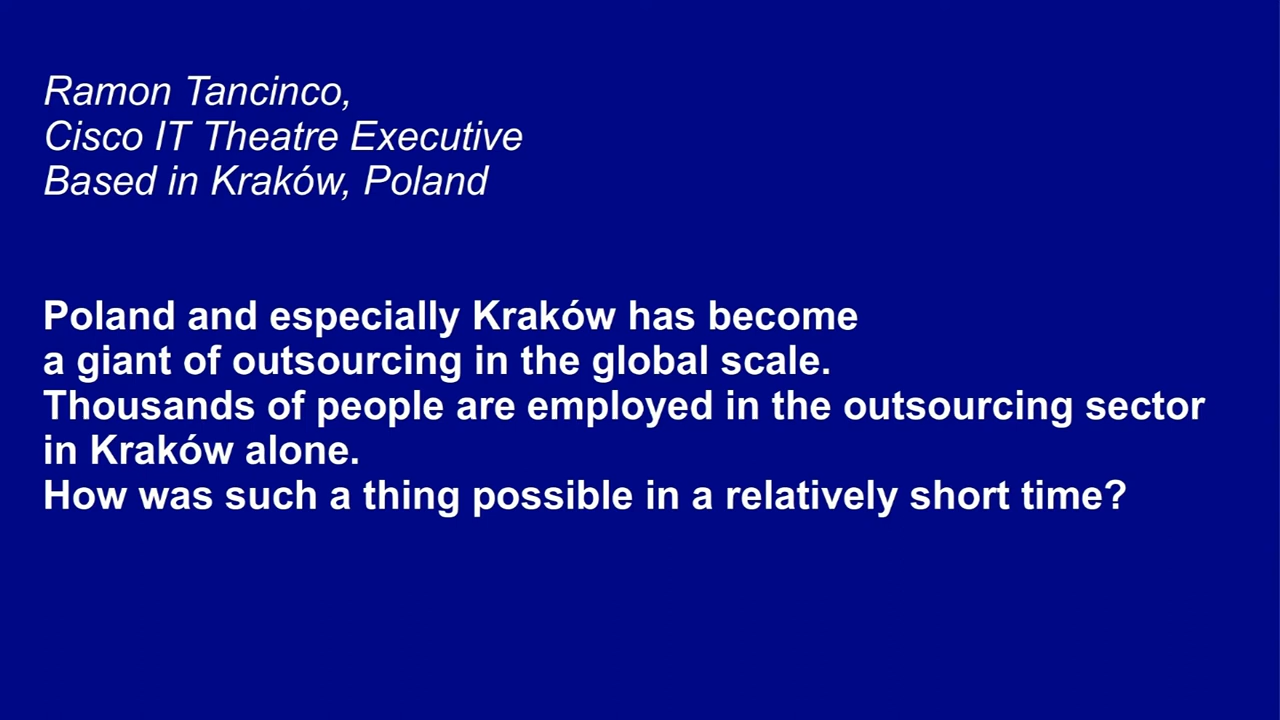 Ramon Tancinco,
Cisco IT Theatre Executive
Based in Kraków, Poland
Poland and especially Kraków has become
a giant of outsourcing in the global scale.
Thousands of people are employed in the outsourcing sector
in Kraków alone.
How was such a thing possible in a relatively short time?